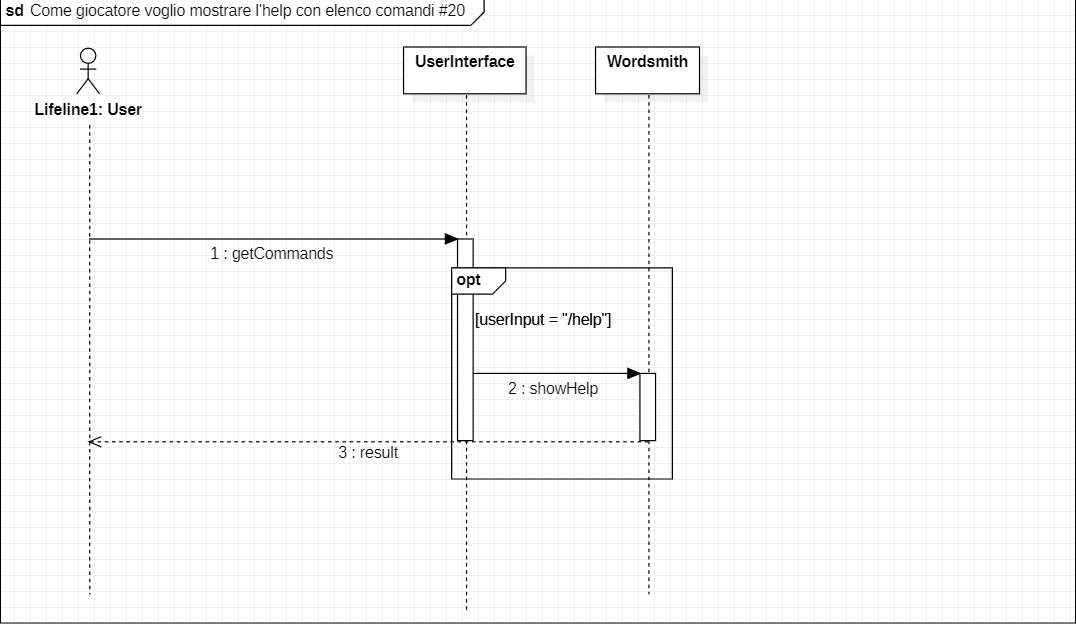 sd Come giocatore voglio mostrare l'help con elenco comandi #20
UserInterface
Wordsmith
Lifeline1: User
1 : getCommands
opt
[userInput = "/help"]
2 : showHelp
3 : result